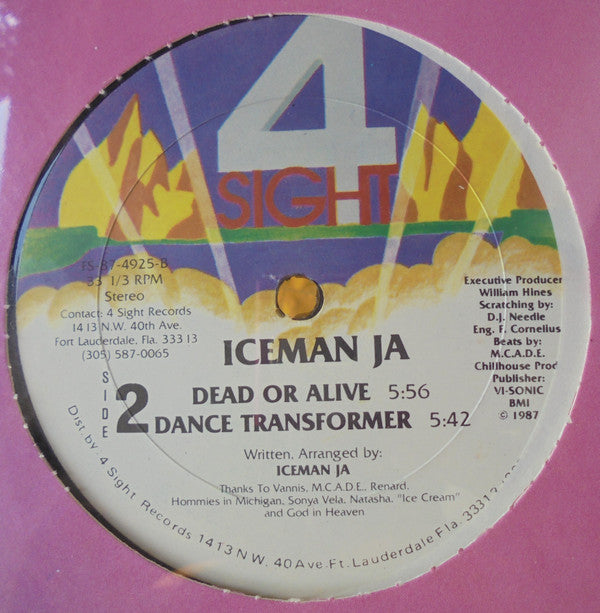 4
SIGHT
FS-87-4925-B
33 1/3 RPM
Stereo
Contact: 4 Sight Records
1413 N.W. 40th Ave.
Fort Lauderdale, Fla. 33313
(305) 587-0065
Executive Producer
William Hines
Scratching by:
D.J. Needle
Eng. F. Cornelius
Beats by:
M.C.A.D.E.
Chillhouse Prod
Publisher:
VI-SONIC
BMI
© 1987
ICEMAN JA
SIDE 2
DEAD OR ALIVE 5:56
DANCE TRANSFORMER 5:42
Written, Arranged by:
ICEMAN JA
Thanks To Vannis, M.C.A.D.E., Renard,
Hommies in Michigan, Sonya Vela, Natasha, "Ice Cream"
and God in Heaven
Dist by 4 Sight Records 1413 N.W. 40 Ave. Ft. Lauderdale Fla. 33313